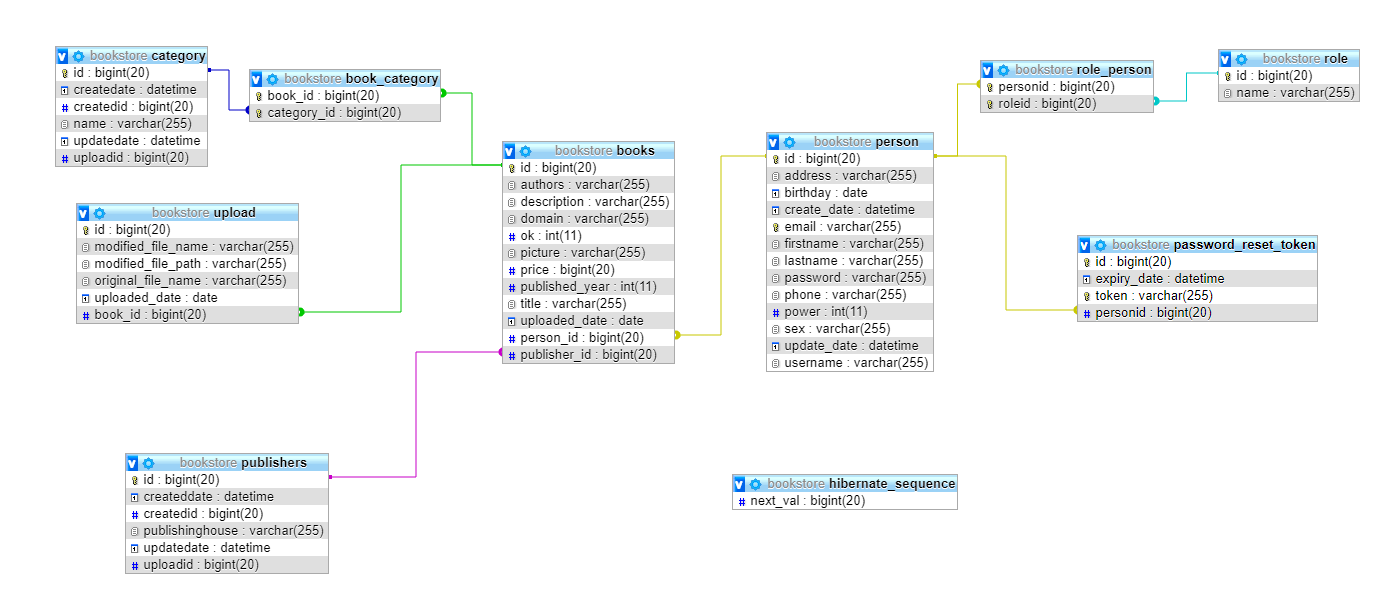 bookstore category
id : bigint(20)
createdate : datetime
createdid : bigint(20)
name : varchar(255)
updatedate : datetime
uploadid : bigint(20)
bookstore book_category
book_id : bigint(20)
category_id : bigint(20)
bookstore upload
id : bigint(20)
modified_file_name : varchar(255)
modified_file_path : varchar(255)
original_file_name : varchar(255)
uploaded_date : date
book_id : bigint(20)
bookstore books
id : bigint(20)
authors : varchar(255)
description : varchar(255)
domain : varchar(255)
ok : int(11)
picture : varchar(255)
price : bigint(20)
published_year : int(11)
title : varchar(255)
uploaded_date : date
person_id : bigint(20)
publisher_id : bigint(20)
bookstore person
id : bigint(20)
address : varchar(255)
birthday : date
create_date : datetime
email : varchar(255)
firstname : varchar(255)
lastname : varchar(255)
password : varchar(255)
phone : varchar(255)
power : int(11)
sex : varchar(255)
update_date : datetime
username : varchar(255)
bookstore role_person
personid : bigint(20)
roleid : bigint(20)
bookstore role
id : bigint(20)
name : varchar(255)
bookstore password_reset_token
id : bigint(20)
expiry_date : datetime
token : varchar(255)
personid : bigint(20)
bookstore publishers
id : bigint(20)
createddate : datetime
createdid : bigint(20)
publishinghouse : varchar(255)
updatedate : datetime
uploadid : bigint(20)
bookstore hibernate_sequence
next_val : bigint(20)